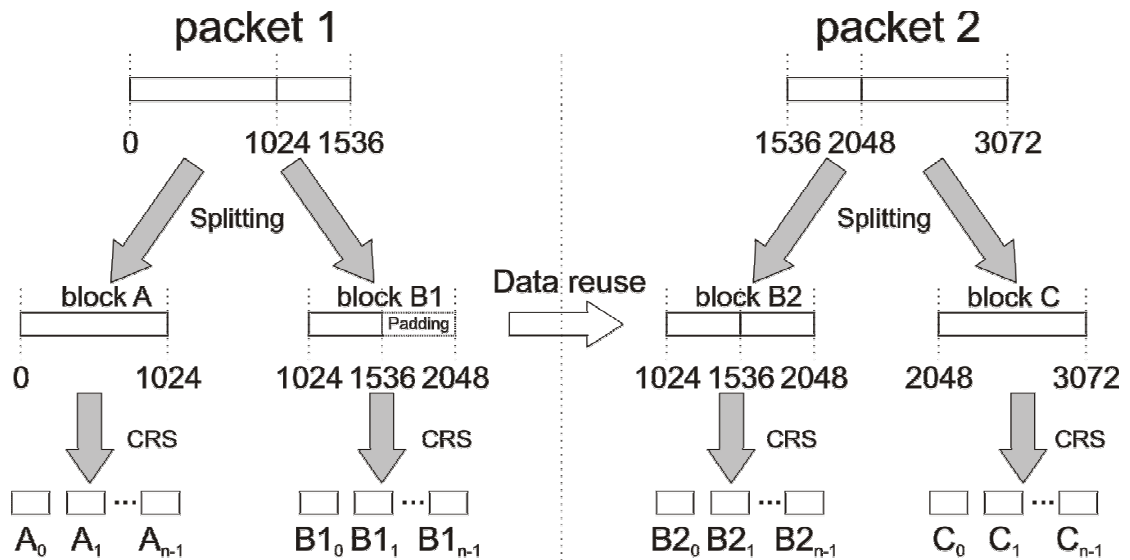 packet 1 packet 2
0 1024 1536 1536 2048 3072
Splitting Splitting
Data reuse
block A block B1 block B2 block C
Padding
0 1024 1024 1536 2048 1024 1536 2048 2048 3072
CRS CRS CRS CRS
... ... ... ...
A₀ A₁ Aₙ₋₁ B1₀ B1₁ B1ₙ₋₁ B2₀ B2₁ B2ₙ₋₁ C₀ C₁ Cₙ₋₁